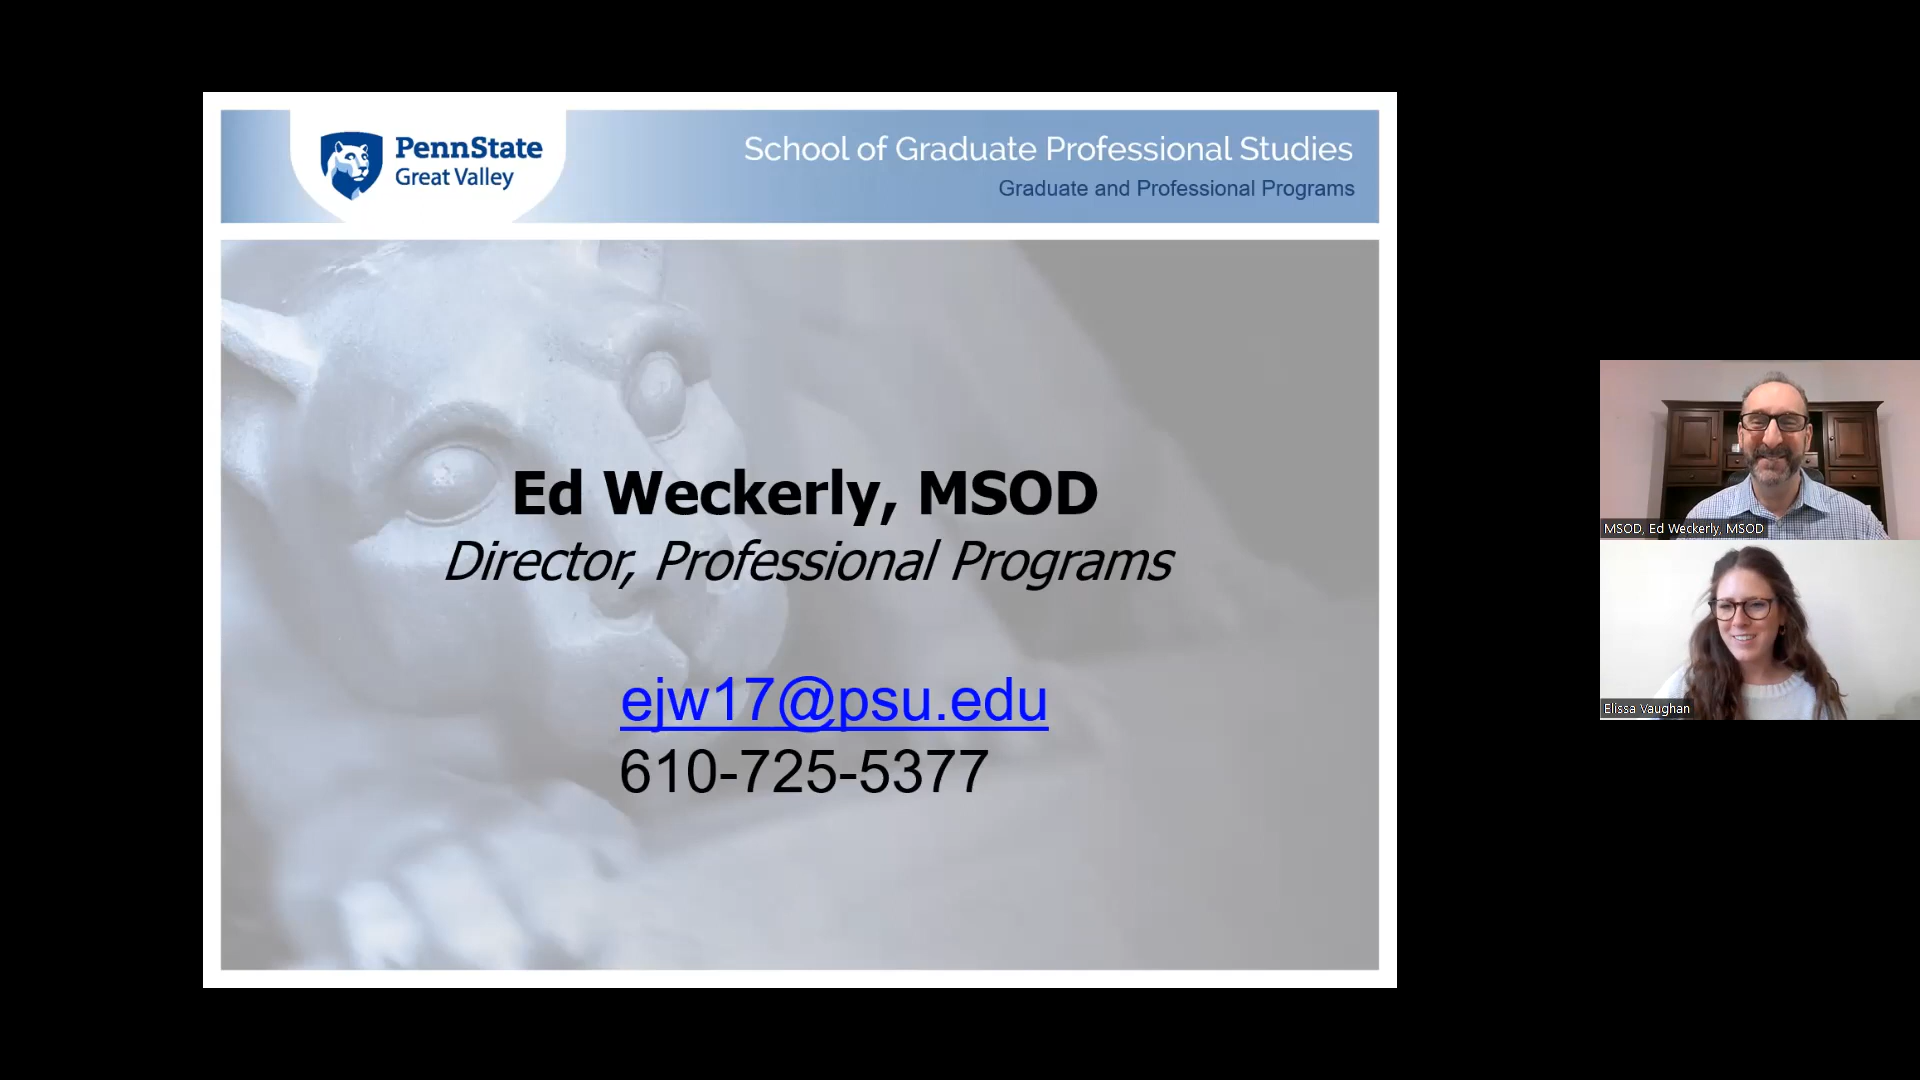 PennState
Great Valley
School of Graduate Professional Studies
Graduate and Professional Programs
Ed Weckerly, MSOD
Director, Professional Programs
ejw17@psu.edu
610-725-5377
MSOD, Ed Weckerly, MSOD
Elissa Vaughan